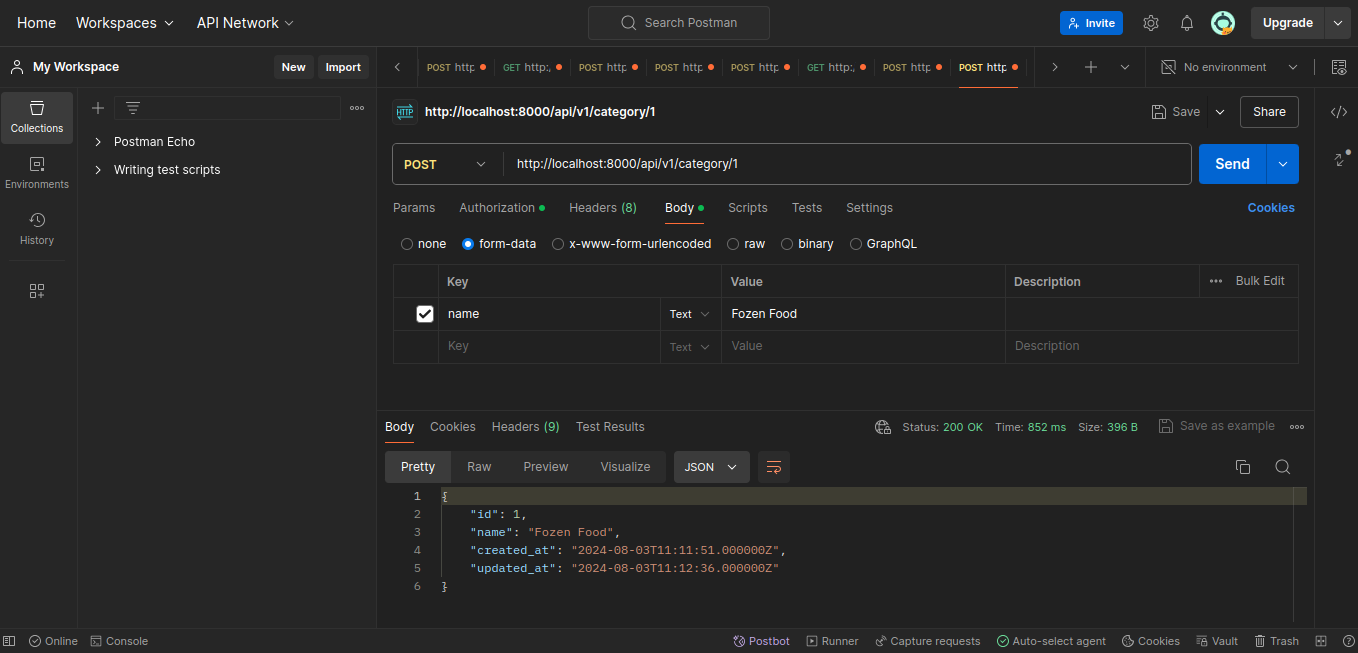 Home Workspaces API Network Search Postman Invite Upgrade
My Workspace New Import POST http GET http:, POST http POST http POST http GET http:, POST http POST http No environment
Collections
Environments
History
Postman Echo
Writing test scripts
HTTP http://localhost:8000/api/v1/category/1 Save Share
POST http://localhost:8000/api/v1/category/1 Send
Params Authorization Headers (8) Body Scripts Tests Settings Cookies
none form-data x-www-form-urlencoded raw binary GraphQL
Key Value Description Bulk Edit
name Text Fozen Food
Key Text Value Description
Body Cookies Headers (9) Test Results Status: 200 OK Time: 852 ms Size: 396 B Save as example
Pretty Raw Preview Visualize JSON
1 {
2 "id": 1,
3 "name": "Fozen Food",
4 "created_at": "2024-08-03T11:11:51.000000Z",
5 "updated_at": "2024-08-03T11:12:36.000000Z"
6 }
Online Console Postbot Runner Capture requests Auto-select agent Cookies Vault Trash